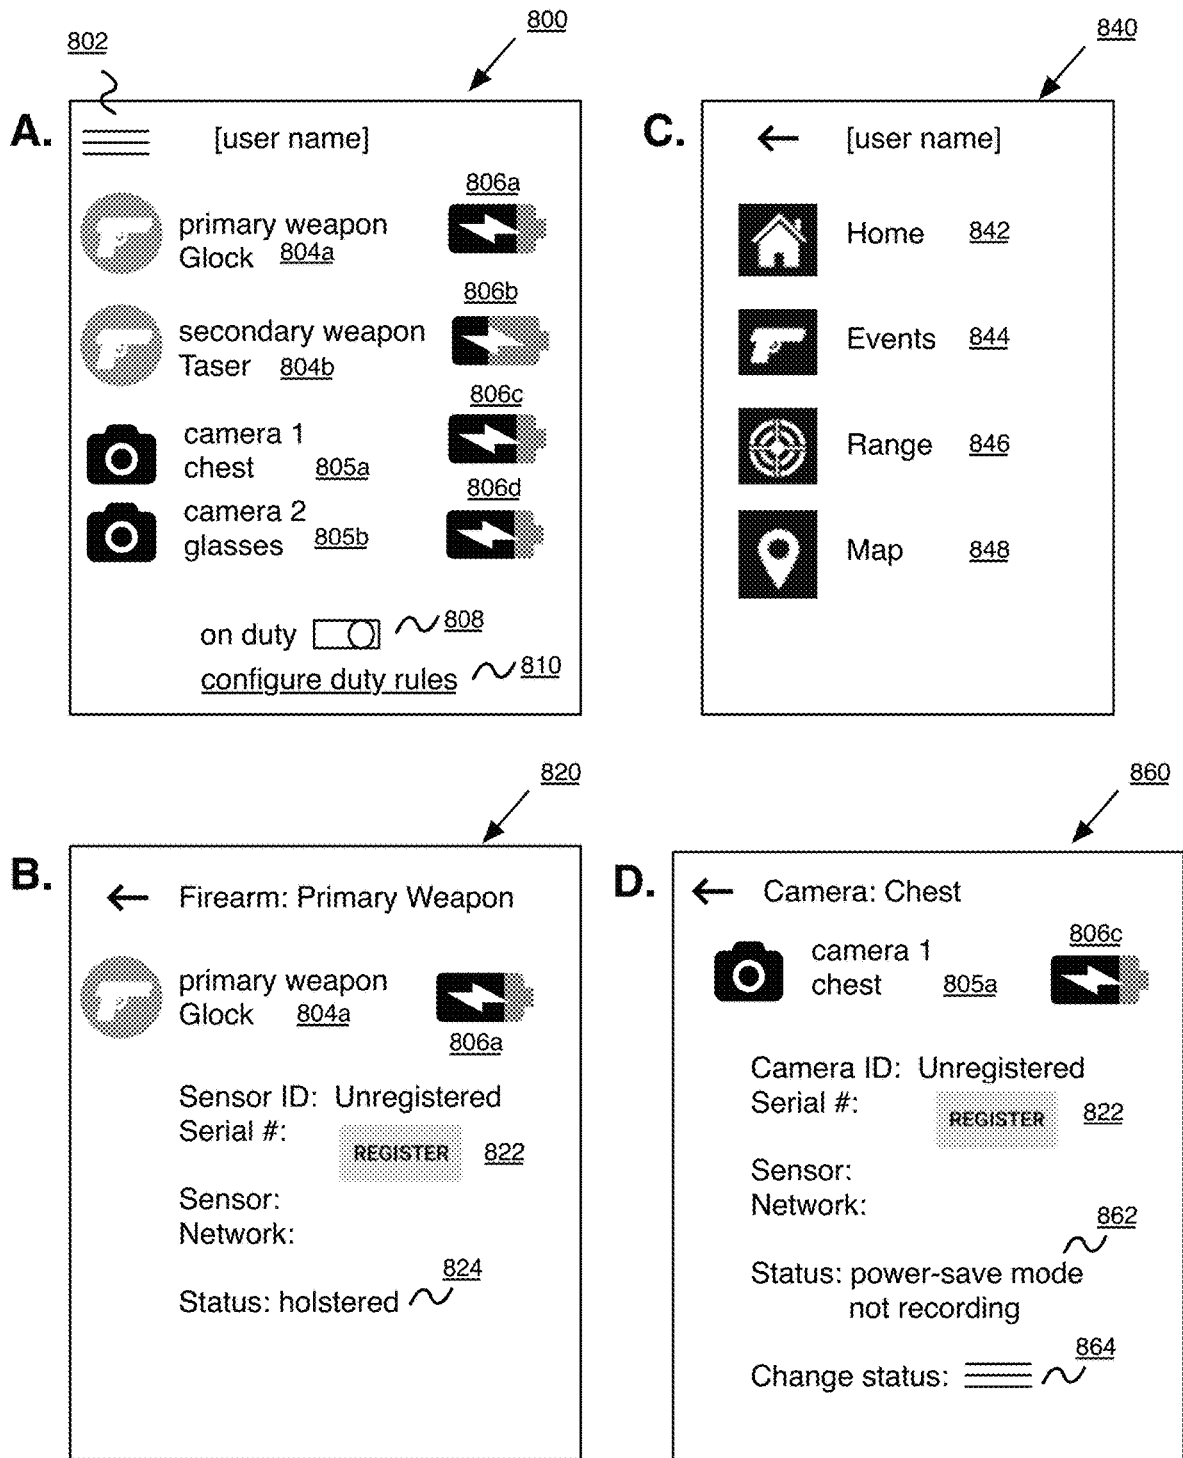 802
800
A.
[user name]
806a
primary weapon
Glock 804a
806b
secondary weapon
Taser 804b
806c
camera 1
chest 805a
806d
camera 2
glasses 805b
on duty 808
configure duty rules 810
840
C.
[user name]
Home 842
Events 844
Range 846
Map 848
820
B.
Firearm: Primary Weapon
primary weapon
Glock 804a
806a
Sensor ID: Unregistered
Serial #:
REGISTER 822
Sensor:
Network:
824
Status: holstered
860
D.
Camera: Chest
806c
camera 1
chest 805a
Camera ID: Unregistered
Serial #:
REGISTER 822
Sensor:
Network:
862
Status: power-save mode
not recording
864
Change status: